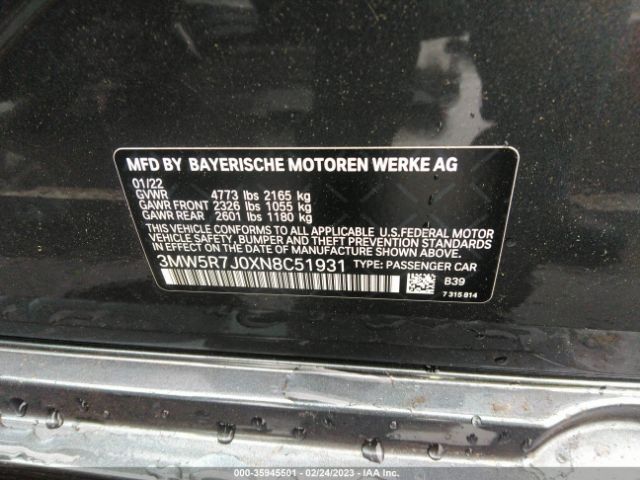 MFD BY BAYERISCHE MOTOREN WERKE AG
01/22
GVWR 4773 lbs 2165 kg
GAWR FRONT 2326 lbs 1055 kg
GAWR REAR 2601 lbs 1180 kg
THIS VEHICLE CONFORMS TO ALL APPLICABLE U.S.FEDERAL MOTOR
VEHICLE SAFETY, BUMPER, AND THEFT PREVENTION STANDARDS
IN EFFECT ON THE DATE OF MANUFACTURE SHOWN ABOVE.
3MW5R7J0XN8C51931 TYPE: PASSENGER CAR
B39
7 315 814
000-35945501 - 02/24/2023 - IAA Inc.